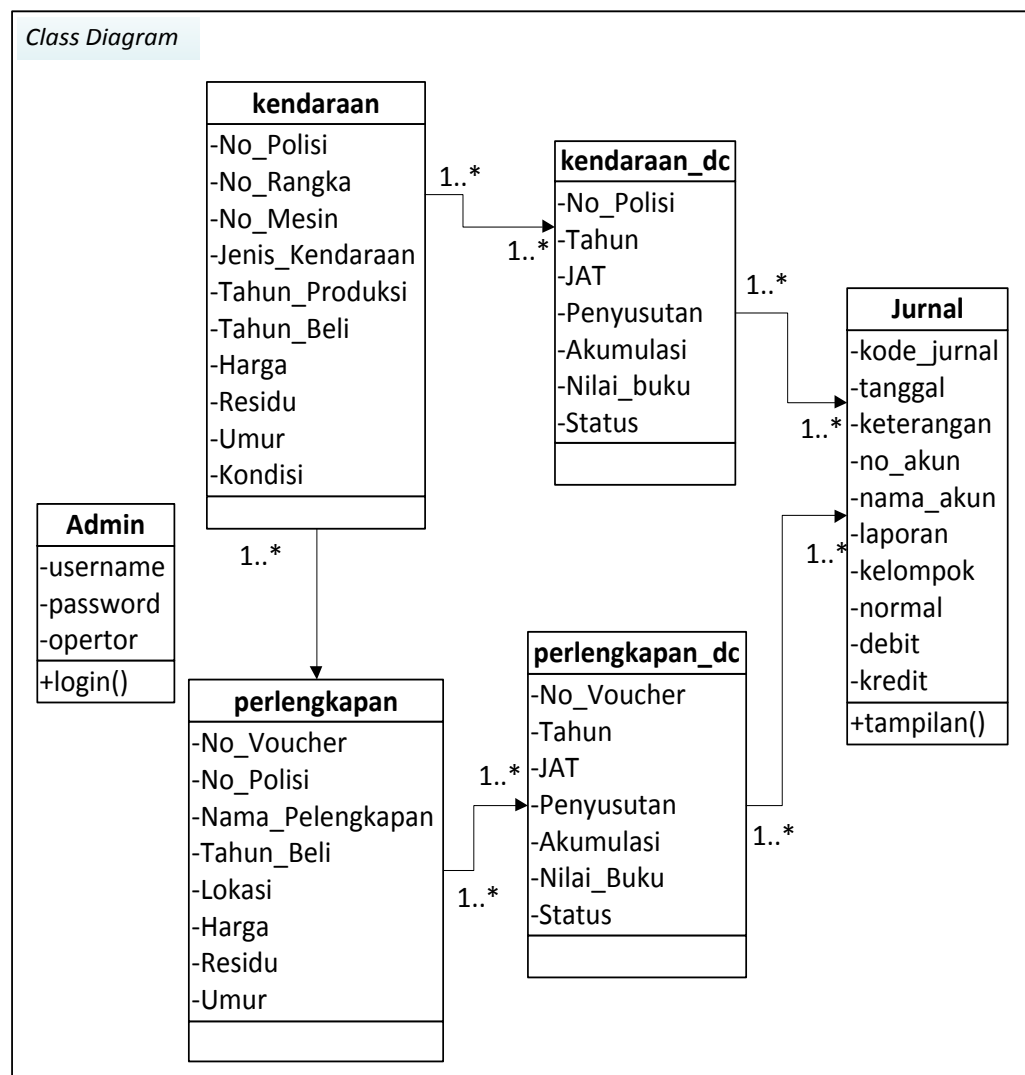 Class Diagram
kendaraan
-No_Polisi
-No_Rangka
-No_Mesin
-Jenis_Kendaraan
-Tahun_Produksi
-Tahun_Beli
-Harga
-Residu
-Umur
-Kondisi
1..*
1..*
kendaraan_dc
-No_Polisi
-Tahun
-JAT
-Penyusutan
-Akumulasi
-Nilai_buku
-Status
1..*
1..*
Jurnal
-kode_jurnal
-tanggal
-keterangan
-no_akun
-nama_akun
-laporan
-kelompok
-normal
-debit
-kredit
+tampilan()
1..*
Admin
-username
-password
-opertor
+login()
1..*
perlengkapan
-No_Voucher
-No_Polisi
-Nama_Pelengkapan
-Tahun_Beli
-Lokasi
-Harga
-Residu
-Umur
1..*
1..*
perlengkapan_dc
-No_Voucher
-Tahun
-JAT
-Penyusutan
-Akumulasi
-Nilai_Buku
-Status
1..*